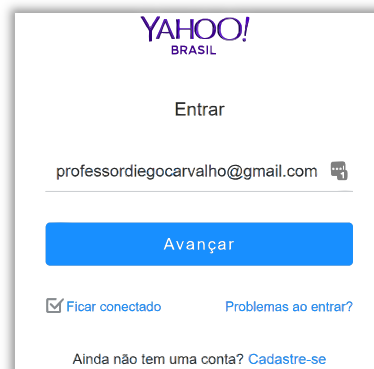 YAHOO!
BRASIL
Entrar
professordiegocarvalho@gmail.com
Avançar
Ficar conectado Problemas ao entrar?
Ainda não tem uma conta? Cadastre-se